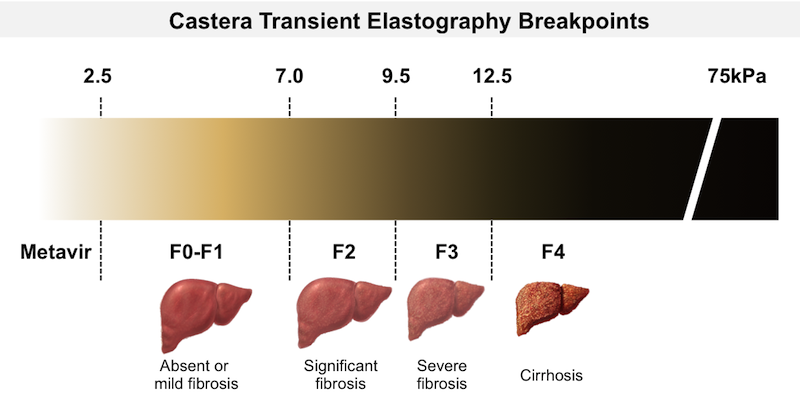 Castera Transient Elastography Breakpoints
2.5 7.0 9.5 12.5 75kPa
Metavir F0-F1 F2 F3 F4
Absent or
mild fibrosis
Significant
fibrosis
Severe
fibrosis
Cirrhosis